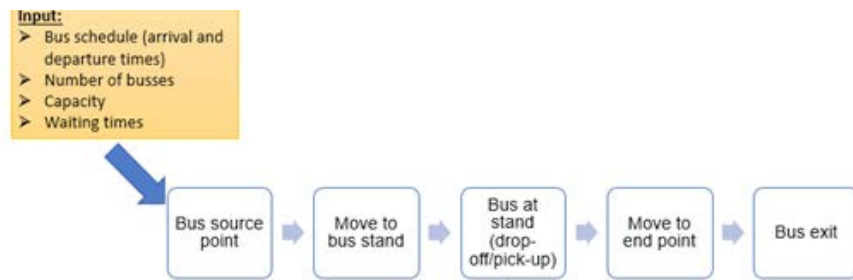 Input:
➤ Bus schedule (arrival and
departure times)
➤ Number of busses
➤ Capacity
➤ Waiting times
Bus source
point
Move to
bus stand
Bus at
stand
(drop-
off/pick-up)
Move to
end point
Bus exit